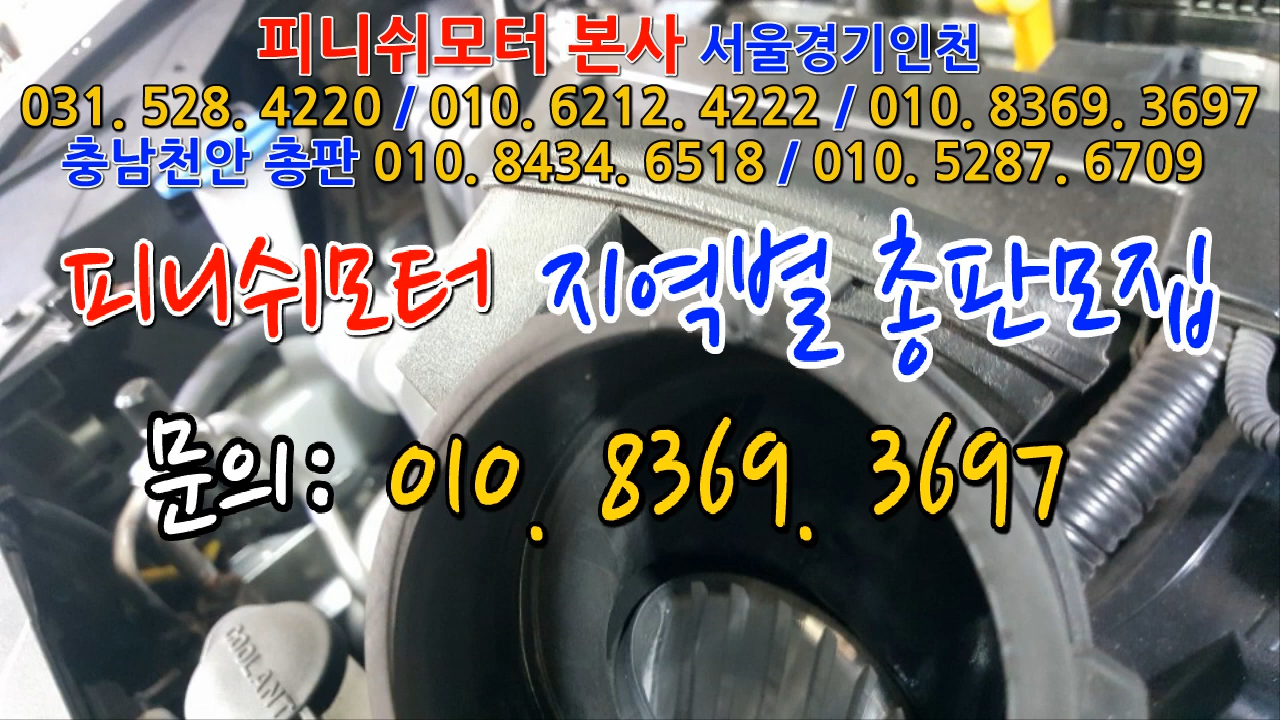 피니쉬모터 본사 서울경기인천
031. 528. 4220 / 010. 6212. 4222 / 010. 8369. 3697
충남천안 총판 010. 8434. 6518 / 010. 5287. 6709
피니쉬모터 지역별 총판모집
문의: 010. 8369. 3697
COOLANT